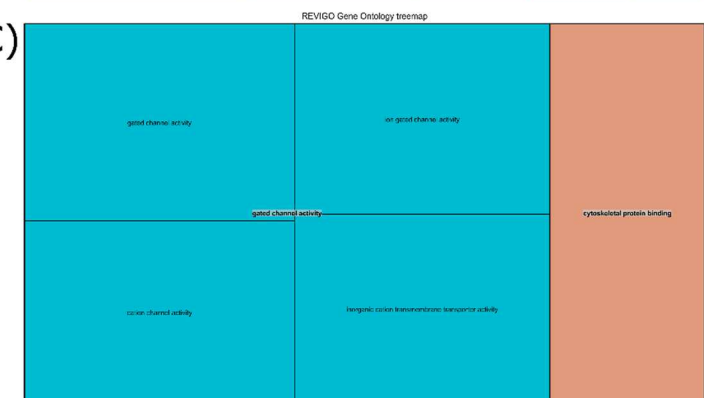 REVIGO Gene Ontology treemap
C)
gated channel activity
ion gated channel activity
gated channel activity
cytoskeletal protein binding
cation channel activity
inorganic cation transmembrane transporter activity